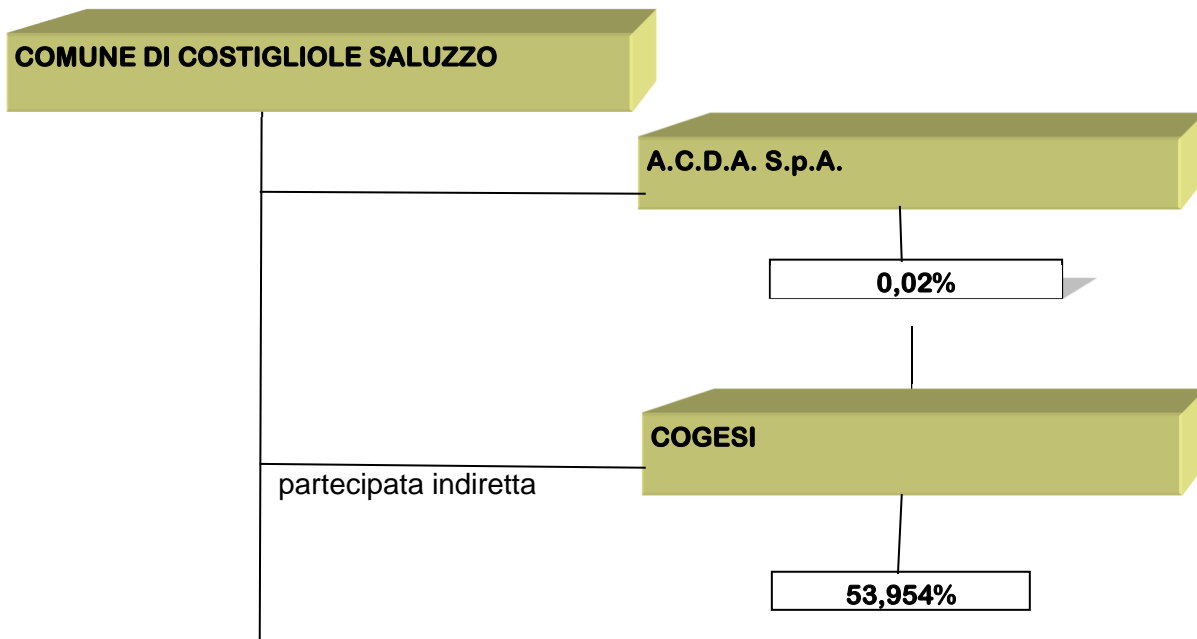 COMUNE DI COSTIGLIOLE SALUZZO
A.C.D.A. S.p.A.
0,02%
COGESI
partecipata indiretta
53,954%